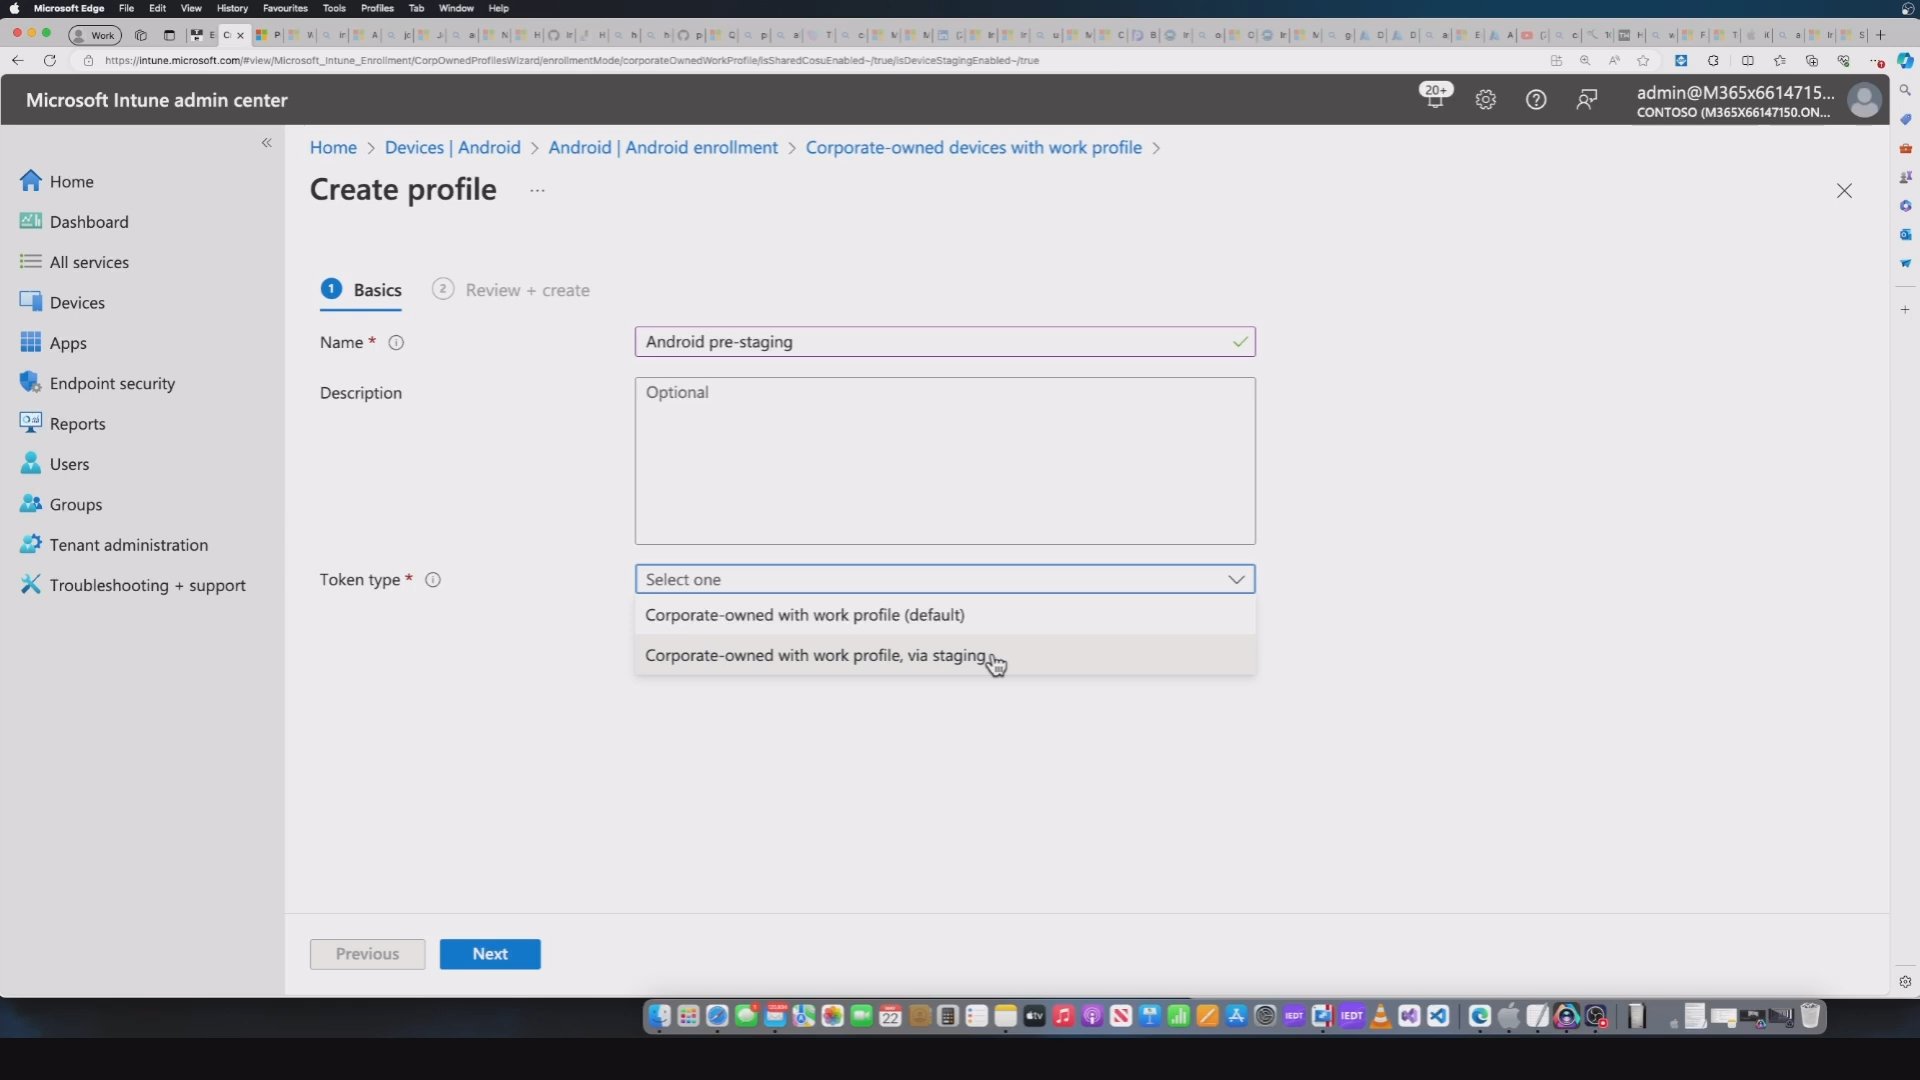 Microsoft Edge File Edit View History Favourites Tools Profiles Tab Window Help
Work
https://intune.microsoft.com/#view/Microsoft_Intune_Enrollment/CorpOwnedProfilesWizard/enrollmentMode/corporateOwnedWorkProfile/isSharedCosuEnabled~/true/isDeviceStagingEnabled~/true
Microsoft Intune admin center
20+
admin@M365x6614715...
CONTOSO (M365X66147150.ON...
Home > Devices | Android > Android | Android enrollment > Corporate-owned devices with work profile >
Create profile ...
Home
Dashboard
All services
Devices
Apps
Endpoint security
Reports
Users
Groups
Tenant administration
Troubleshooting + support
1 Basics
2 Review + create
Name *
Android pre-staging
Description
Optional
Token type *
Select one
Corporate-owned with work profile (default)
Corporate-owned with work profile, via staging
Previous
Next
22
tv
IEDT
IEDT